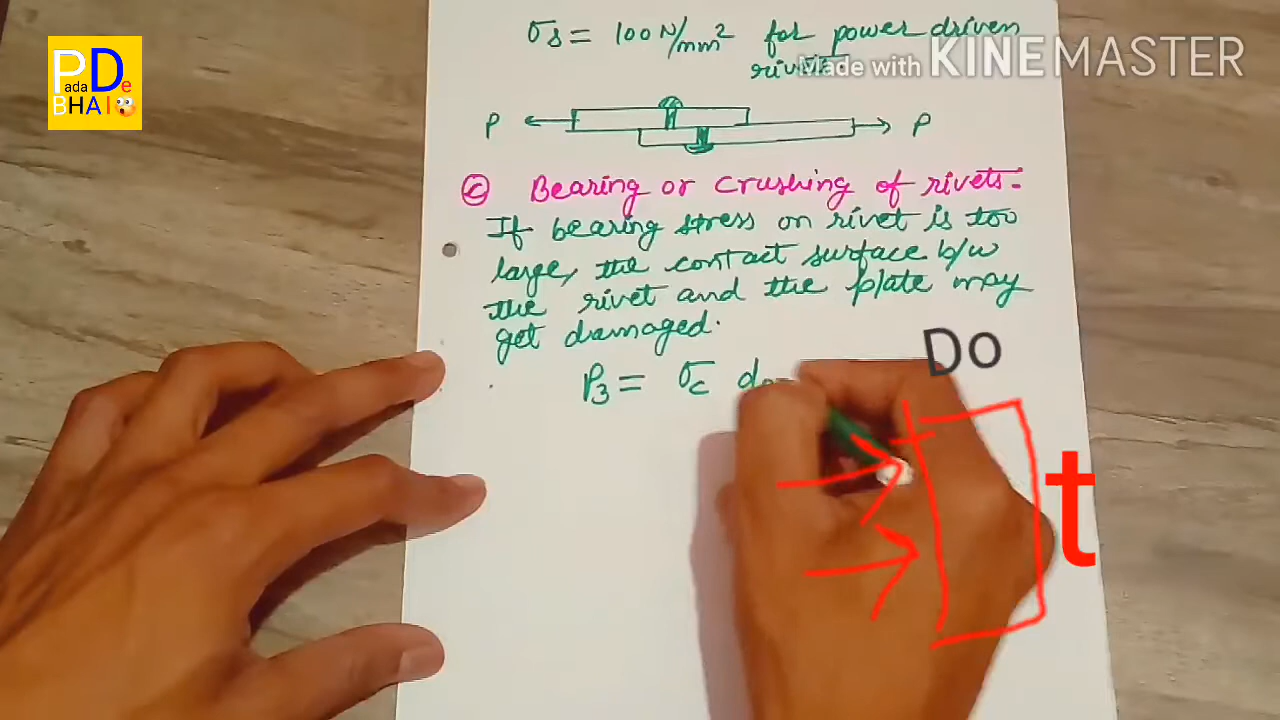 σs = 100 N/mm² for power driven
rivets.
Made with KINEMASTER
PaDa De
BHAI
P P
ⓒ Bearing or crushing of rivets:-
If bearing stress on rivet is too
large, the contact surface b/w
the rivet and the plate may
get damaged.
Do
P3 = σc do
t